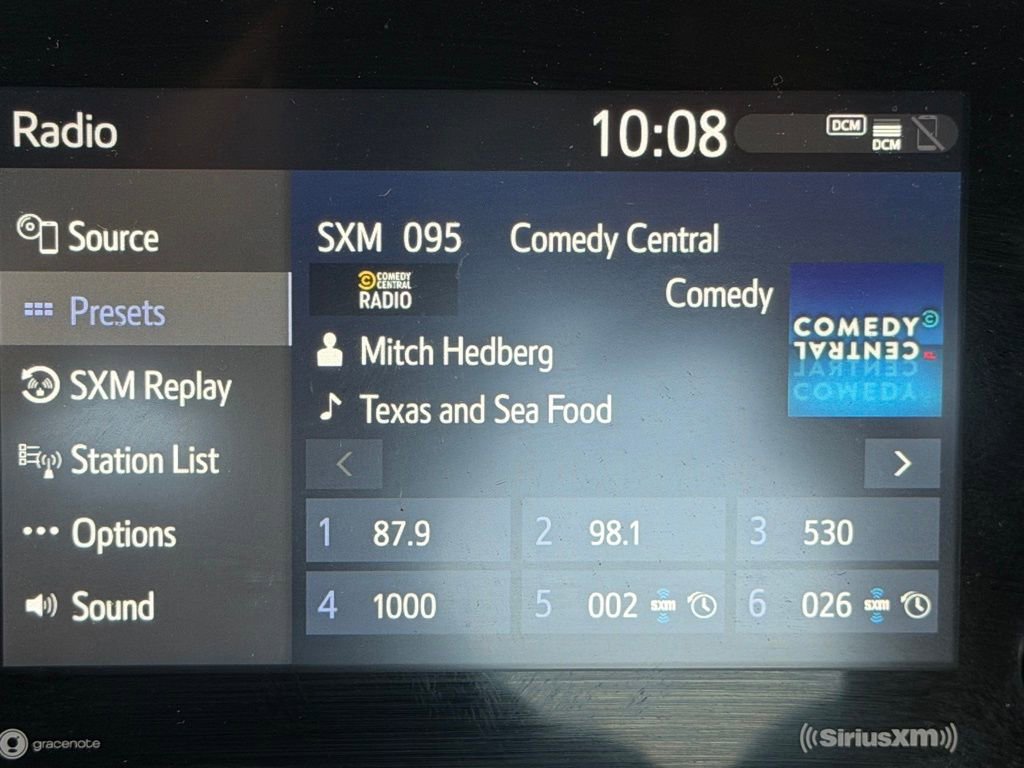 Radio
10:08
DCM
DCM
Source
Presets
SXM Replay
Station List
Options
Sound
SXM 095 Comedy Central
COMEDY
CENTRAL
RADIO
Comedy
Mitch Hedberg
Texas and Sea Food
COMEDY
CENTRAL
CENTRAL
COMEDY
1 87.9
2 98.1
3 530
4 1000
5 002 SXM
6 026 SXM
gracenote
SiriusXM